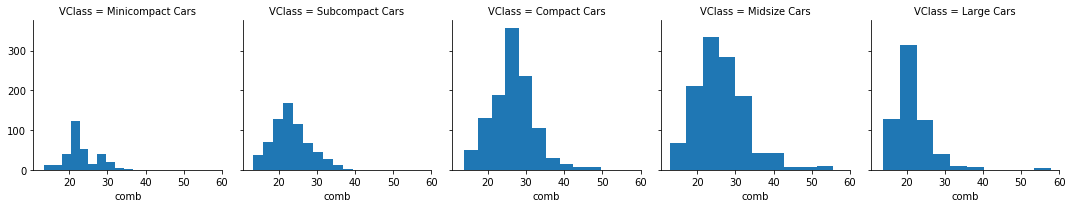 VClass = Minicompact Cars VClass = Subcompact Cars VClass = Compact Cars VClass = Midsize Cars VClass = Large Cars
300
200
100
0
20 30 40 50 60 20 30 40 50 60 20 30 40 50 60 20 30 40 50 60 20 30 40 50 60
comb comb comb comb comb